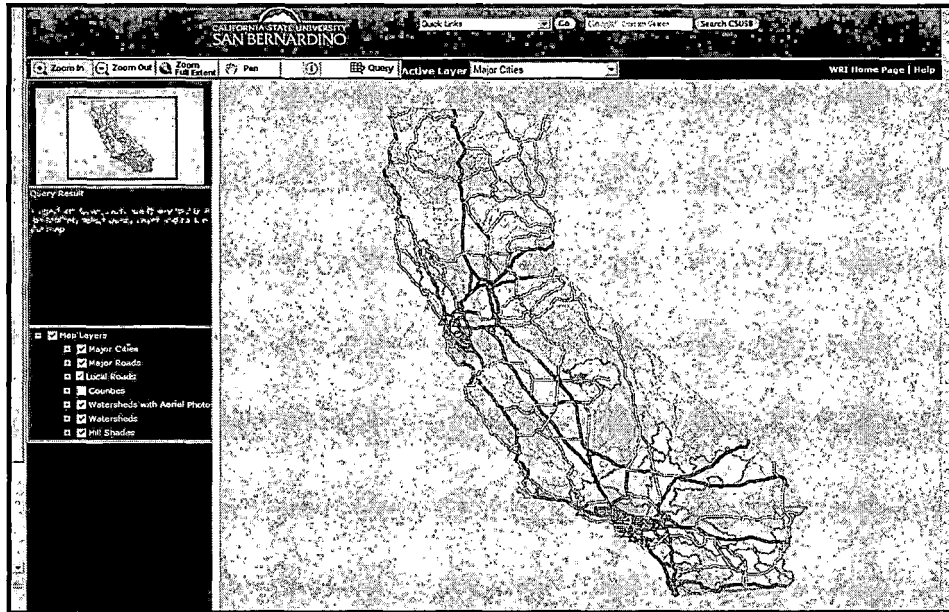 CALIFORNIA STATE UNIVERSITY
SAN BERNARDINO
Quick Links
Go
Search CSUSB
Zoom In
Zoom Out
Zoom Full Extent
Pan
Query
Active Layer
Major Cities
WRI Home Page | Help
Query Result
Map Layers
Major Cities
Major Roads
Local Roads
Counties
Watersheds with Aerial Photo
Watersheds
Hill Shades